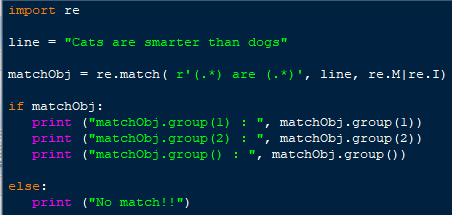 import re
line = "Cats are smarter than dogs"
matchObj = re.match( r'(.*) are (.*)', line, re.M|re.I)
if matchObj:
   print ("matchObj.group(1) : ", matchObj.group(1))
   print ("matchObj.group(2) : ", matchObj.group(2))
   print ("matchObj.group() : ", matchObj.group())
else:
   print ("No match!!")